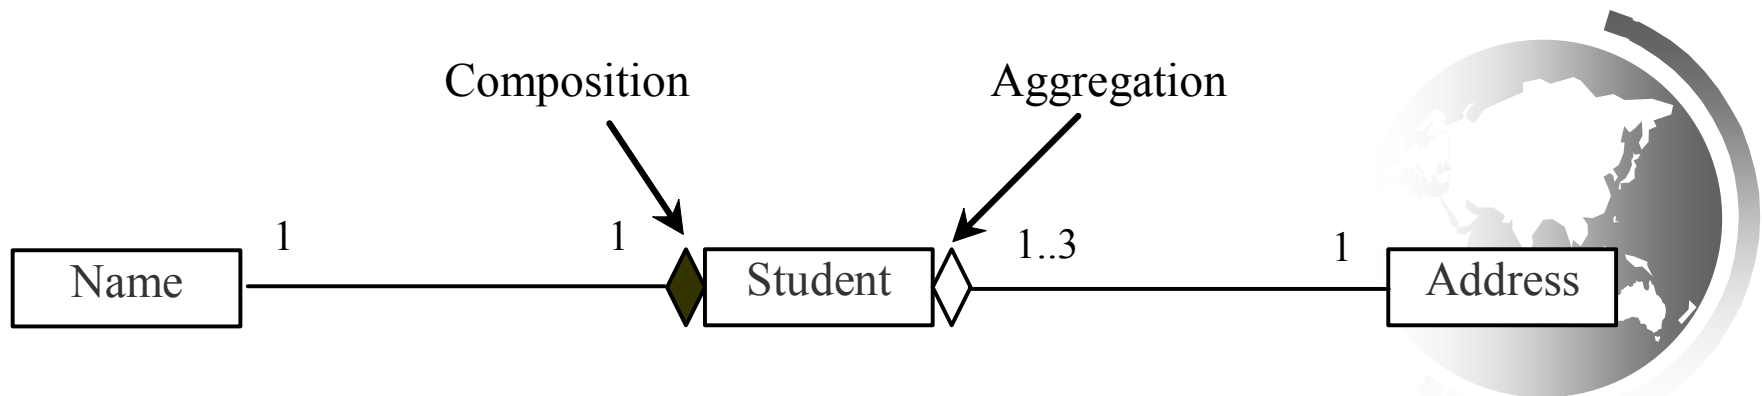 Composition
Aggregation
1
1
1..3
1
Name
Student
Address